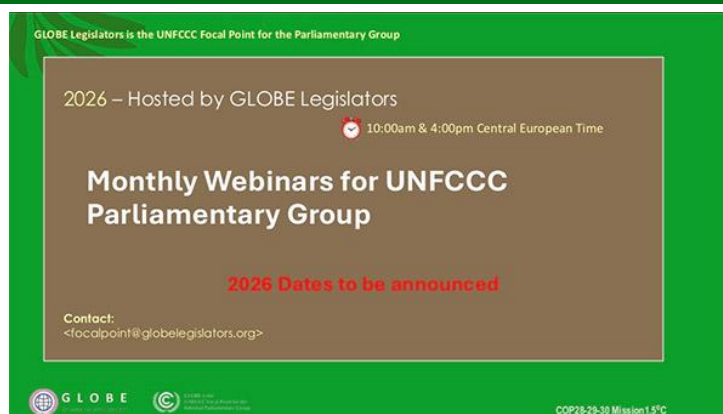 GLOBE Legislators is the UNFCCC Focal Point for the Parliamentary Group
2026 – Hosted by GLOBE Legislators
10:00am & 4:00pm Central European Time
Monthly Webinars for UNFCCC
Parliamentary Group
2026 Dates to be announced
Contact:
<focalpoint@globelegislators.org>
GLOBE
COP28-29-30 Mission1.5⁰C